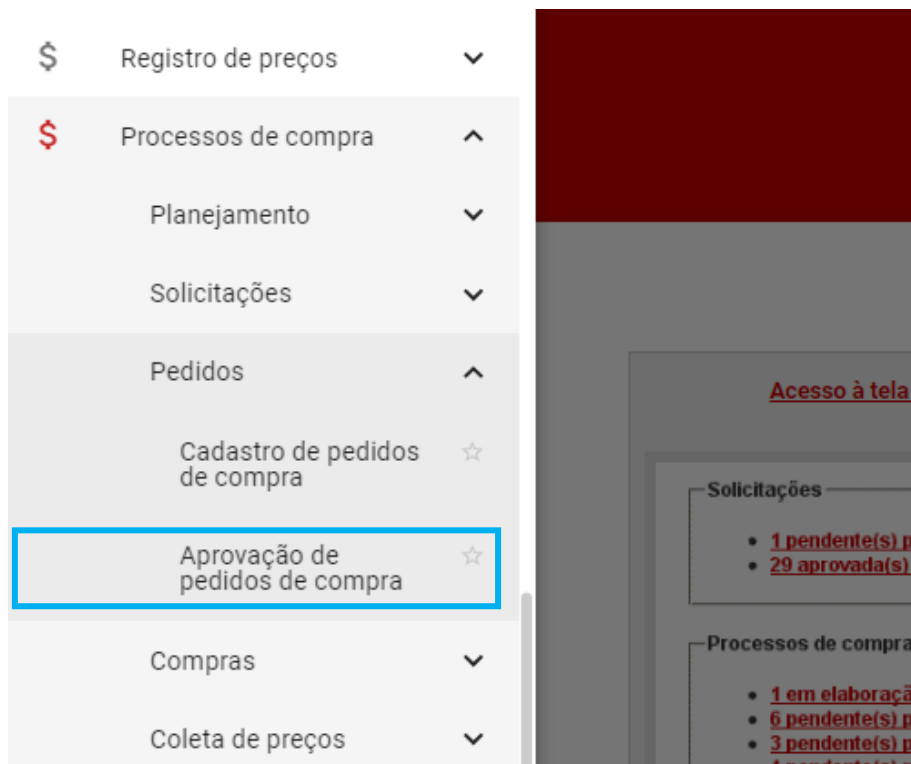 $ Registro de preços
$ Processos de compra
Planejamento
Solicitações
Pedidos
Cadastro de pedidos
de compra
Aprovação de
pedidos de compra
Compras
Coleta de preços
Acesso à tela
Solicitações
1 pendente(s)
29 aprovada(s)
Processos de compra
1 em
6 pendente(s)
3 pendente(s)